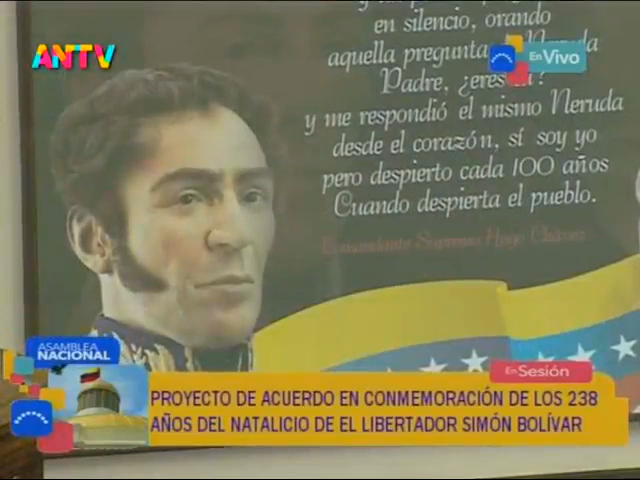 en silencio, orando
aquella pregunta Neruda
Padre, ¿eres
y me respondió el mismo Neruda
desde el corazón, sí soy yo
pero despierto cada 100 años
Cuando despierta el pueblo.
Comandante Supremo Hugo Chávez
ANTV
En Vivo
ASAMBLEA
NACIONAL
En Sesión
PROYECTO DE ACUERDO EN CONMEMORACIÓN DE LOS 238
AÑOS DEL NATALICIO DE EL LIBERTADOR SIMÓN BOLÍVAR